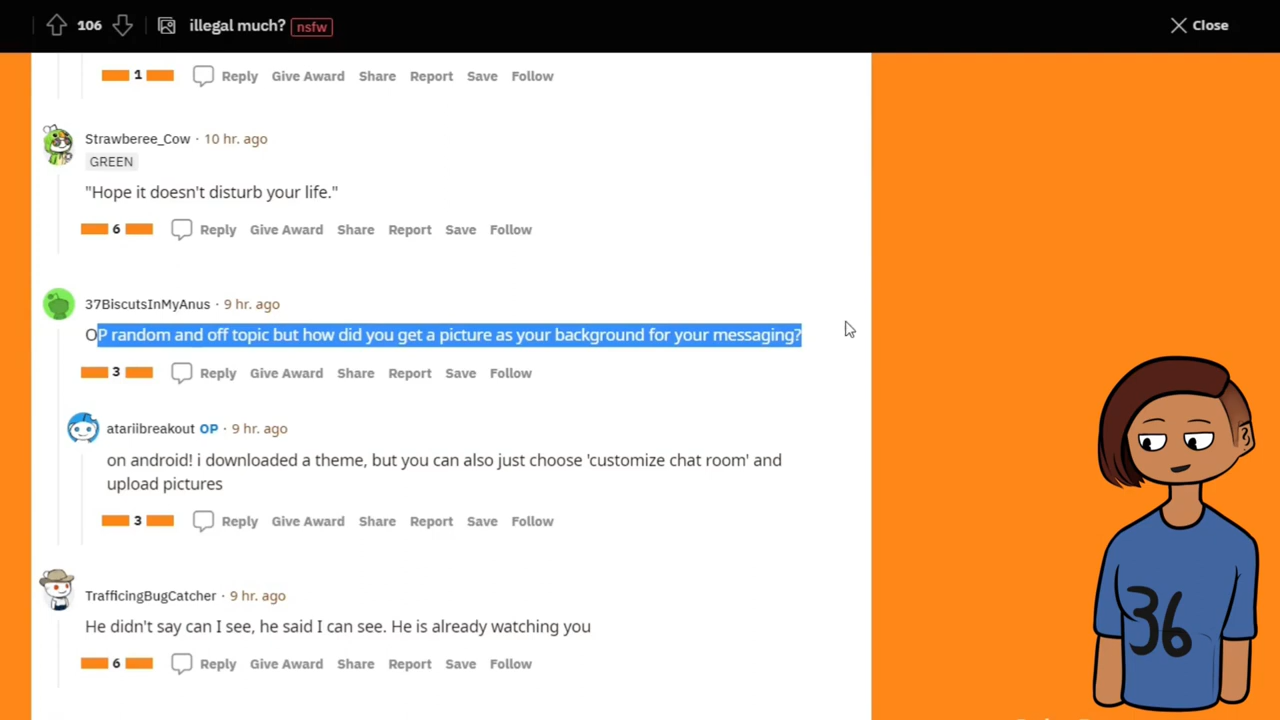 106 illegal much? nsfw Close
1 Reply Give Award Share Report Save Follow
Strawberee_Cow · 10 hr. ago
GREEN
"Hope it doesn't disturb your life."
6 Reply Give Award Share Report Save Follow
37BiscutsInMyAnus · 9 hr. ago
OP random and off topic but how did you get a picture as your background for your messaging?
3 Reply Give Award Share Report Save Follow
atariibreakout OP · 9 hr. ago
on android! i downloaded a theme, but you can also just choose 'customize chat room' and
upload pictures
3 Reply Give Award Share Report Save Follow
TrafficingBugCatcher · 9 hr. ago
He didn't say can I see, he said I can see. He is already watching you
6 Reply Give Award Share Report Save Follow
36